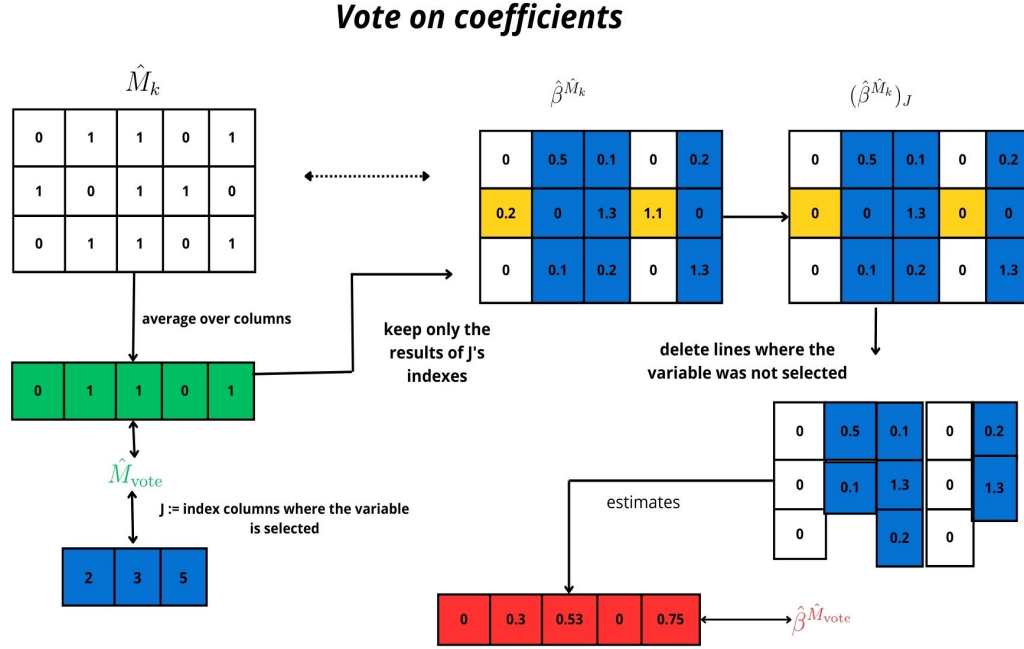 Vote on coefficients
M̂ₖ
0 1 1 0 1
1 0 1 1 0
0 1 1 0 1
average over columns
0 1 1 0 1
M̂vote
J := index columns where the variable
is selected
2 3 5
keep only the
results of J's
indexes
β̂^M̂ₖ
0 0.5 0.1 0 0.2
0.2 0 1.3 1.1 0
0 0.1 0.2 0 1.3
(β̂^M̂ₖ)J
0 0.5 0.1 0 0.2
0 0 1.3 0 0
0 0.1 0.2 0 1.3
delete lines where the
variable was not selected
0 0.5 0.1 0 0.2
0 0.1 1.3 0 1.3
0 0.2 0
estimates
0 0.3 0.53 0 0.75
β̂^M̂vote